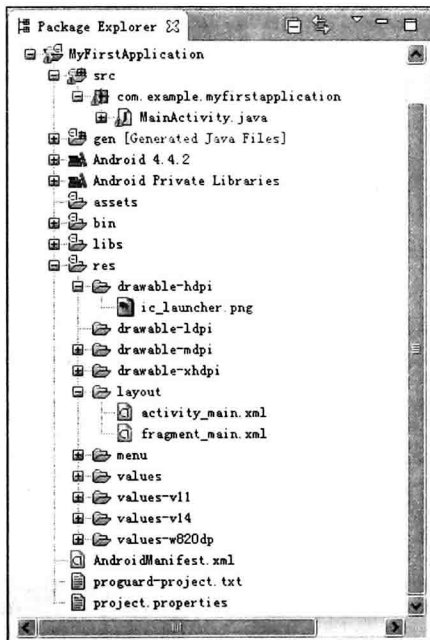 Package Explorer
MyFirstApplication
src
com.example.myfirstapplication
MainActivity.java
gen [Generated Java Files]
Android 4.4.2
Android Private Libraries
assets
bin
libs
res
drawable-hdpi
ic_launcher.png
drawable-ldpi
drawable-mdpi
drawable-xhdpi
layout
activity_main.xml
fragment_main.xml
menu
values
values-v11
values-v14
values-w820dp
AndroidManifest.xml
proguard-project.txt
project.properties